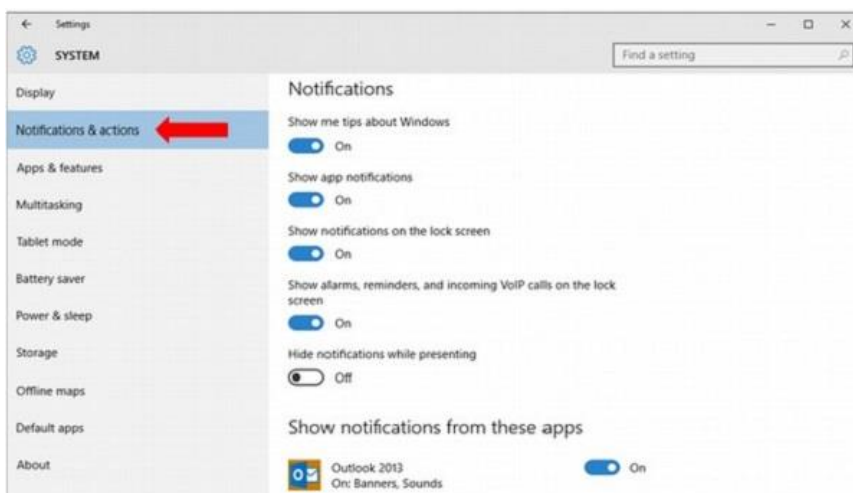 Settings
SYSTEM
Find a setting
Display
Notifications & actions
Apps & features
Multitasking
Tablet mode
Battery saver
Power & sleep
Storage
Offline maps
Default apps
About
Notifications
Show me tips about Windows
On
Show app notifications
On
Show notifications on the lock screen
On
Show alarms, reminders, and incoming VoIP calls on the lock
screen
On
Hide notifications while presenting
Off
Show notifications from these apps
Outlook 2013
On
On: Banners, Sounds